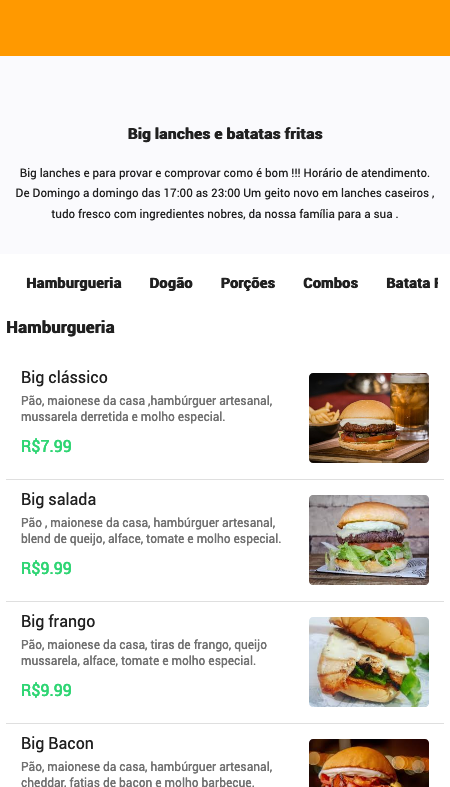 Big lanches e batatas fritas
Big lanches e para provar e comprovar como é bom !!! Horário de atendimento.
De Domingo a domingo das 17:00 as 23:00 Um geito novo em lanches caseiros ,
tudo fresco com ingredientes nobres, da nossa família para a sua .
Hamburgueria Dogão Porções Combos Batata F
Hamburgueria
Big clássico
Pão, maionese da casa ,hambúrguer artesanal,
mussarela derretida e molho especial.
R$7.99
Big salada
Pão , maionese da casa, hambúrguer artesanal,
blend de queijo, alface, tomate e molho especial.
R$9.99
Big frango
Pão, maionese da casa, tiras de frango, queijo
mussarela, alface, tomate e molho especial.
R$9.99
Big Bacon
Pão, maionese da casa, hambúrguer artesanal,
cheddar, fatias de bacon e molho barbecue.